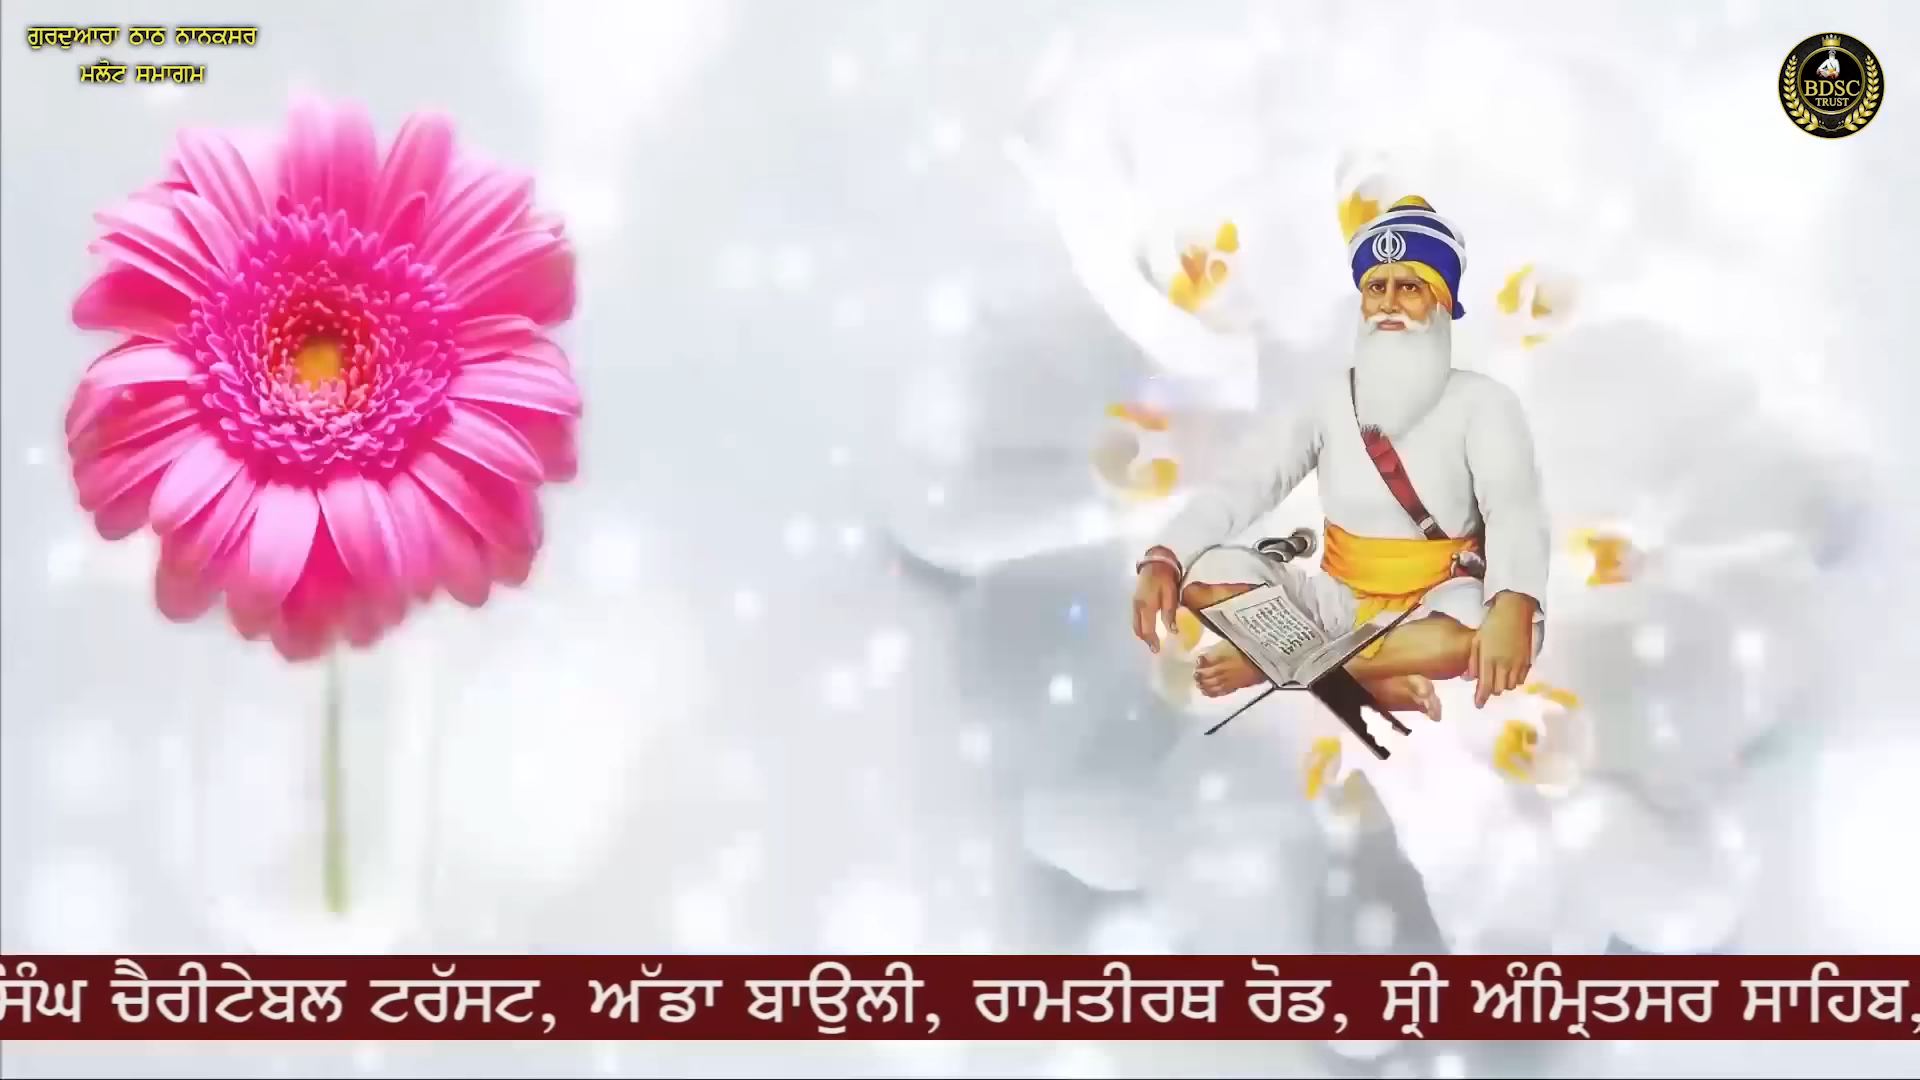 ਗੁਰਦੁਆਰਾ ਠਾਠ ਨਾਨਕਸਰ
ਮਲੋਟ ਸਮਾਗਮ
BDSC
TRUST
ਸਿੰਘ ਚੈਰੀਟੇਬਲ ਟਰੱਸਟ, ਅੱਡਾ ਬਾਉਲੀ, ਰਾਮਤੀਰਥ ਰੋਡ, ਸ੍ਰੀ ਅੰਮ੍ਰਿਤਸਰ ਸਾਹਿਬ,